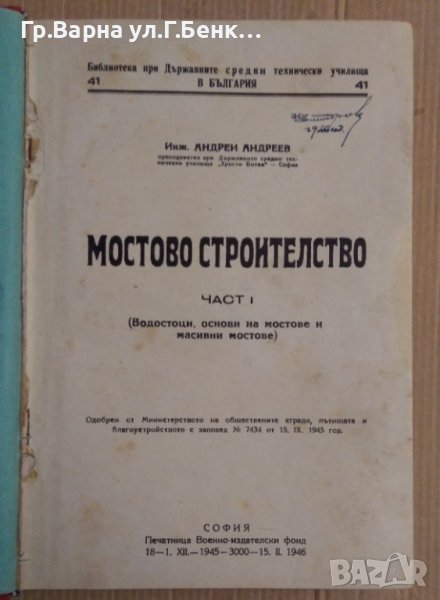 Гр.Варна ул.Г.Бенк...
Библиотека при Държавните средни технически училища
41 В БЪЛГАРИЯ 41
Инж. АНДРЕЙ АНДРЕЕВ
преподавател при Държавното средно тех-
ническо училище „Христо Ботев" — София
МОСТОВО СТРОИТЕЛСТВО
ЧАСТ I
(Водостоци, основи на мостове и
масивни мостове)
Одобрен от Министерството на обществените сгради, пътищата и
благоустройството с заповед № 7434 от 15, IX. 1945 год.
СОФИЯ
Печатница Военно-издателски фонд
18—1. XII.—1945—3000—15. II. 1946
BAZAR